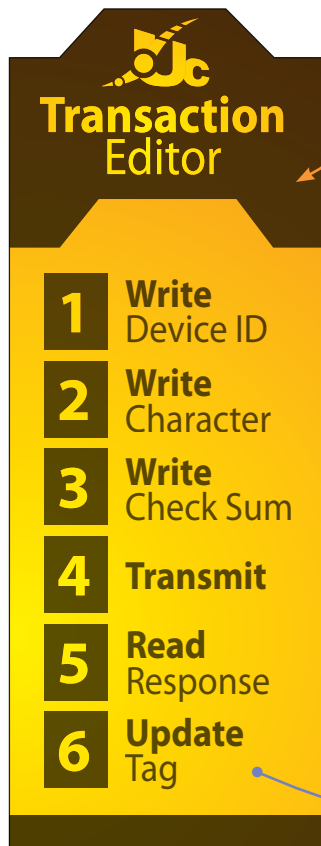 UJc
Transaction
Editor
1 Write
Device ID
2 Write
Character
3 Write
Check Sum
4 Transmit
5 Read
Response
6 Update
Tag